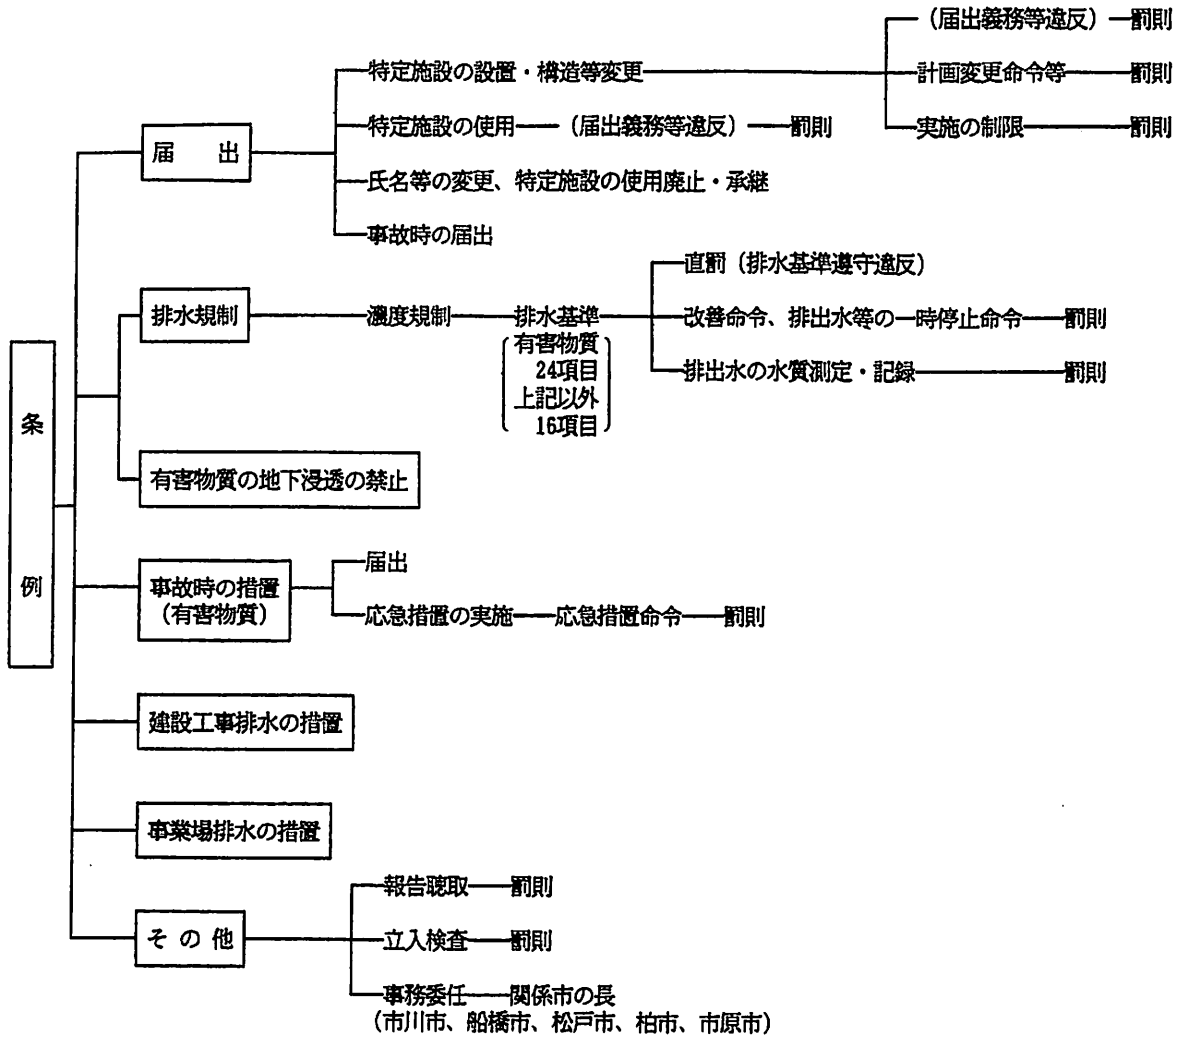 （届出義務等違反）
罰則
特定施設の設置・構造等変更
計画変更命令等
罰則
実施の制限
罰則
届　出
特定施設の使用
（届出義務等違反）
罰則
氏名等の変更、特定施設の使用廃止・承継
事故時の届出
直罰（排水基準遵守違反）
排水規制
濃度規制
排水基準
改善命令、排出水等の一時停止命令
罰則
有害物質
24項目
上記以外
16項目
排出水の水質測定・記録
罰則
条例
有害物質の地下浸透の禁止
事故時の措置
（有害物質）
届出
応急措置の実施
応急措置命令
罰則
建設工事排水の措置
事業場排水の措置
その他
報告聴取
罰則
立入検査
罰則
事務委任
関係市の長
（市川市、船橋市、松戸市、柏市、市原市）